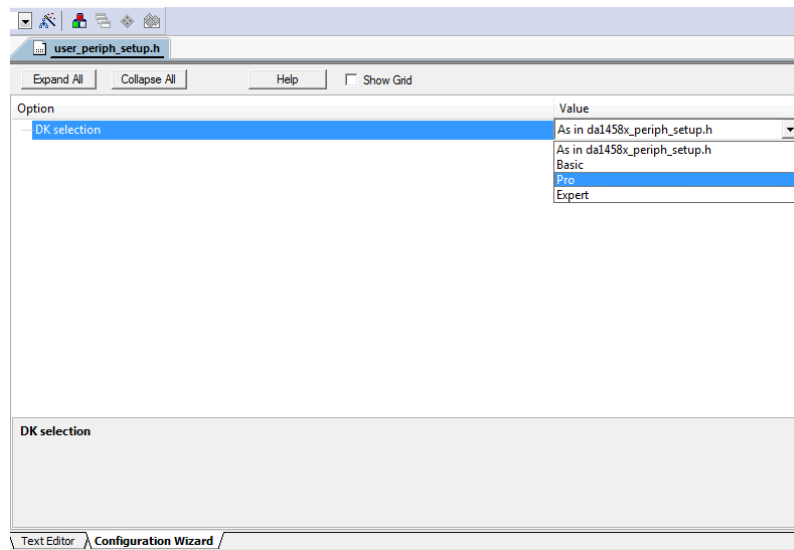 user_periph_setup.h
Expand All Collapse All Help Show Grid
Option Value
DK selection As in da1458x_periph_setup.h
As in da1458x_periph_setup.h
Basic
Pro
Expert
DK selection
Text Editor Configuration Wizard